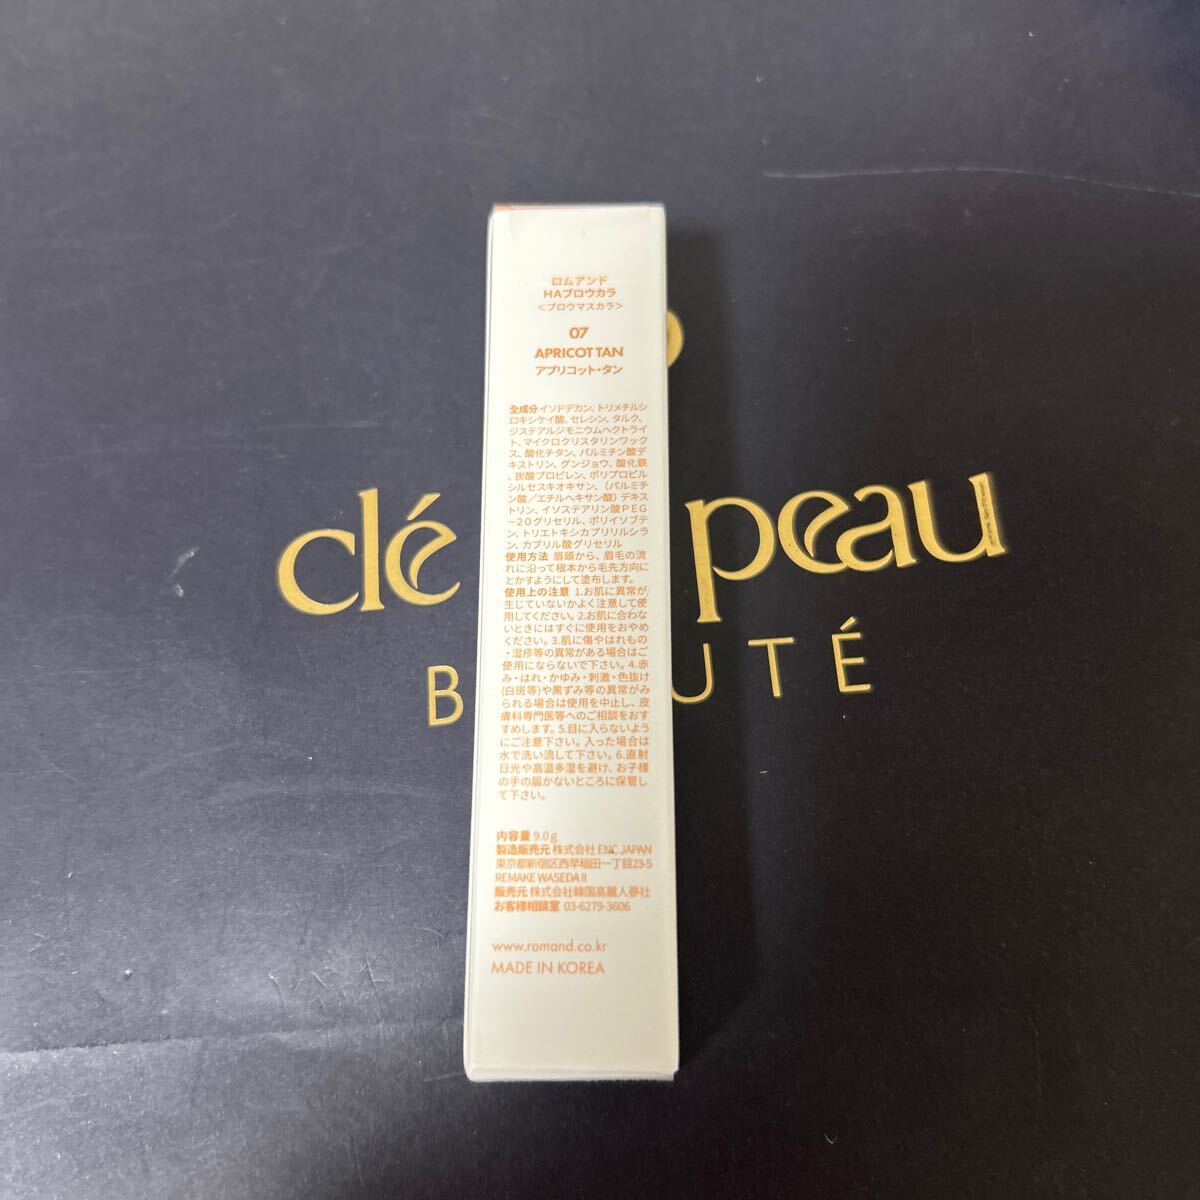 ロムアンド
HAブロウカラ
<ブロウマスカラ>
07
APRICOT TAN
アプリコット・タン
全成分 イソドデカン、トリメチルシ
ロキシケイ酸、セレシン、タルク、
ジステアルジモニウムヘクトライ
ト、マイクロクリスタリンワック
ス、酸化チタン、パルミチン酸デ
キストリン、グンジョウ、酸化鉄
、炭酸プロピレン、ポリプロピル
シルセスキオキサン、（パルミチ
ン酸／エチルヘキサン酸）デキス
トリン、イソステアリン酸PEG
-20グリセリル、ポリイソブテ
ン、トリエトキシカプリリルシラ
ン、カプリル酸グリセリル
使用方法 眉頭から、眉毛の流
れに沿って根本から毛先方向に
とかすようにして塗布します。
使用上の注意 1.お肌に異常が
生じていないかよく注意して使
用してください。2.お肌に合わな
いときにはすぐに使用をおやめ
ください。3.肌に傷やはれもの
・湿疹等の異常がある場合はご
使用にならないで下さい。4.赤
み・はれ・かゆみ・刺激・色抜け
(白斑等)や黒ずみ等の異常がみ
られる場合は使用を中止し、皮
膚科専門医等へのご相談をおす
すめします。5.目に入らないよう
にご注意下さい。入った場合は
水で洗い流して下さい。6.直射
日光や高温多湿を避け、お子様
の手の届かないところに保管し
て下さい。
内容量 9.0g
製造販売元 株式会社 ENC JAPAN
東京都新宿区西早稲田一丁目23-5
REMAKE WASEDA II
販売元 株式会社韓国高麗人蔘社
お客様相談室 03-6279-3606
www.romand.co.kr
MADE IN KOREA
clé peau
B UTÉ